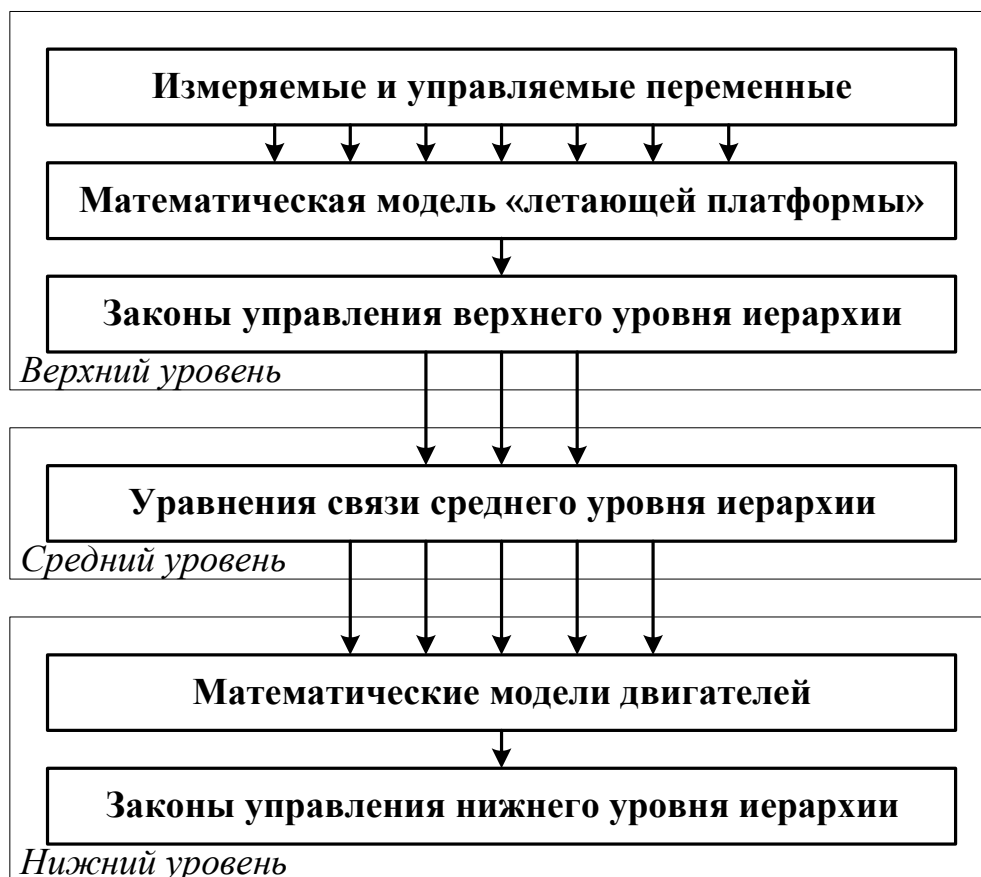 Измеряемые и управляемые переменные
Математическая модель «летающей платформы»
Законы управления верхнего уровня иерархии
Верхний уровень
Уравнения связи среднего уровня иерархии
Средний уровень
Математические модели двигателей
Законы управления нижнего уровня иерархии
Нижний уровень